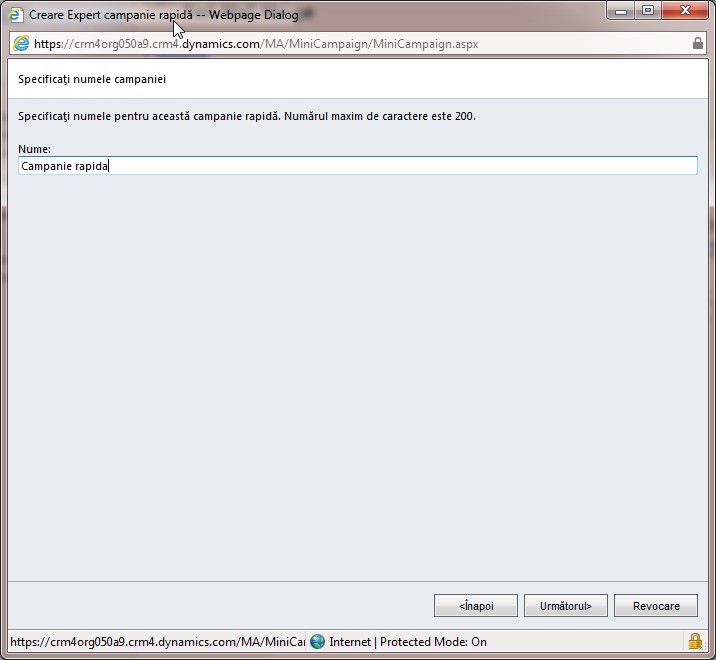 Creare Expert campanie rapidă -- Webpage Dialog
https://crm4org050a9.crm4.dynamics.com/MA/MiniCampaign/MiniCampaign.aspx
Specificaţi numele campaniei
Specificaţi numele pentru această campanie rapidă. Numărul maxim de caractere este 200.
Nume:
Campanie rapida
<Înapoi
Următorul>
Revocare
https://crm4org050a9.crm4.dynamics.com/MA/MiniCar
Internet | Protected Mode: On